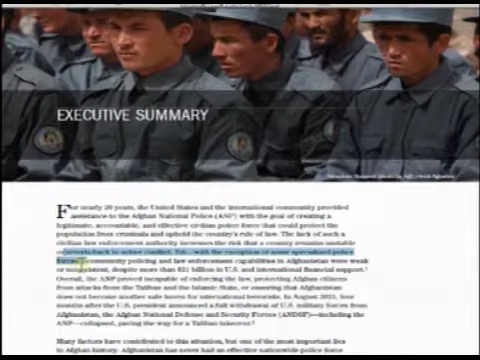 EXECUTIVE SUMMARY
For nearly 20 years, the United States and the international community provided
assistance to the Afghan National Police (ANP) with the goal of creating a
legitimate, accountable, and effective civilian police force that could protect the
population from criminals and uphold the country's rule of law. The lack of such a
civilian law enforcement authority increases the risk that a country remains unstable
or reverts back to active conflict. Yet—with the exception of some specialized police
forces—community policing and law enforcement capabilities in Afghanistan were weak
or nonexistent, despite more than $21 billion in U.S. and international financial support.
Overall, the ANP proved incapable of enforcing the law, protecting Afghan citizens
from attacks from the Taliban and the Islamic State, or ensuring that Afghanistan
does not become another safe haven for international terrorists. In August 2021, four
months after the U.S. president announced a full withdrawal of U.S. military forces from
Afghanistan, the Afghan National Defense and Security Forces (ANDSF)—including the
ANP—collapsed, paving the way for a Taliban takeover.
Many factors have contributed to this situation, but one of the most important lies
in Afghan history: Afghanistan has never had an effective nationwide police force